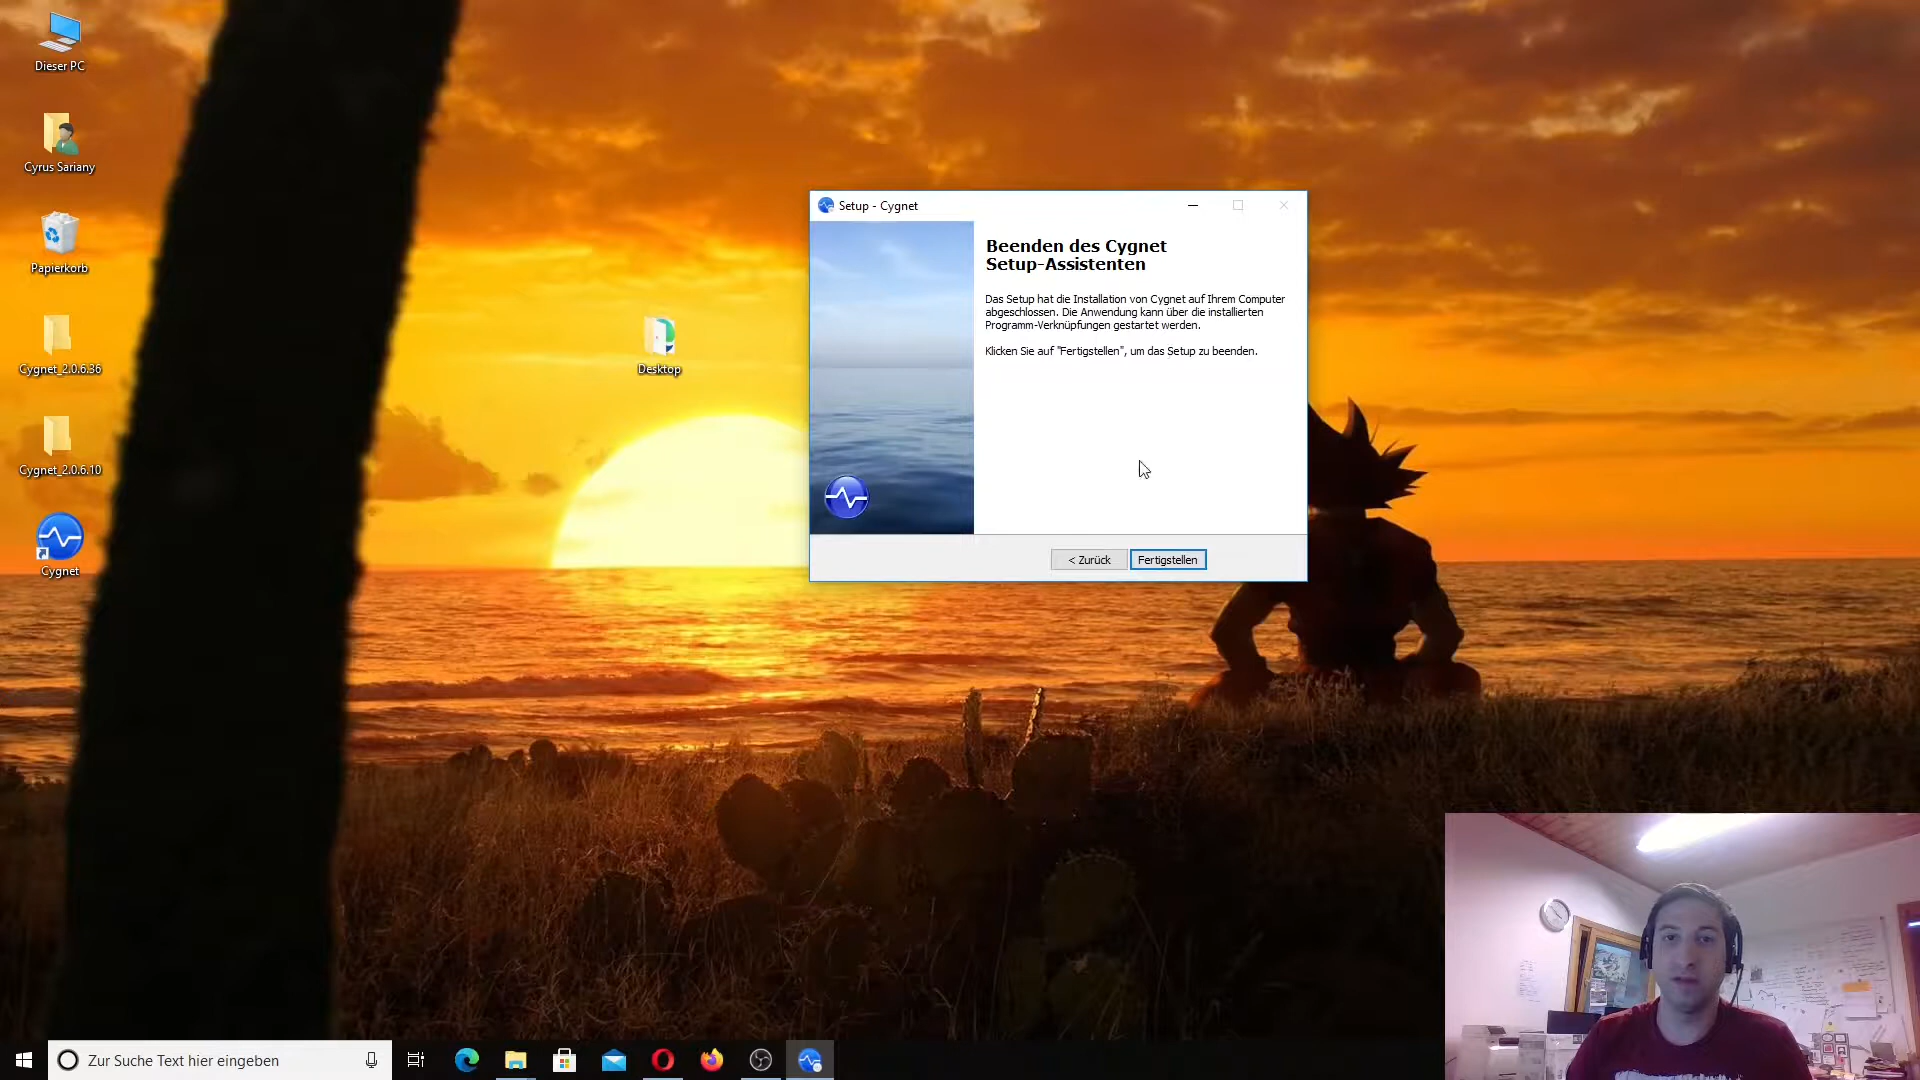 Dieser PC
Cyrus Sariany
Papierkorb
Cygnet_2.0.6.36
Cygnet_2.0.6.10
Cygnet
Desktop
Setup - Cygnet
Beenden des Cygnet
Setup-Assistenten
Das Setup hat die Installation von Cygnet auf Ihrem Computer
abgeschlossen. Die Anwendung kann über die installierten
Programm-Verknüpfungen gestartet werden.
Klicken Sie auf "Fertigstellen", um das Setup zu beenden.
< Zurück
Fertigstellen
Zur Suche Text hier eingeben